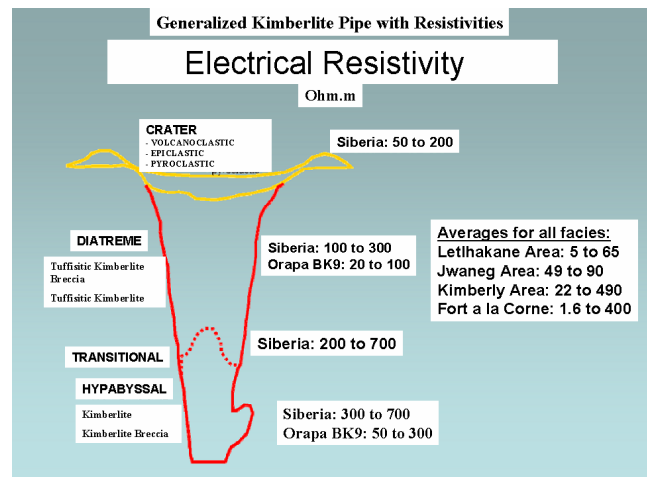 Generalized Kimberlite Pipe with Resistivities
Electrical Resistivity
Ohm.m
CRATER
- VOLCANOCLASTIC
- EPICLASTIC
- PYROCLASTIC
Siberia: 50 to 200
DIATREME
Tuffisitic Kimberlite
Breccia
Tuffisitic Kimberlite
Siberia: 100 to 300
Orapa BK9: 20 to 100
Averages for all facies:
Letlhakane Area: 5 to 65
Jwaneg Area: 49 to 90
Kimberly Area: 22 to 490
Fort a la Corne: 1.6 to 400
TRANSITIONAL
Siberia: 200 to 700
HYPABYSSAL
Kimberlite
Kimberlite Breccia
Siberia: 300 to 700
Orapa BK9: 50 to 300